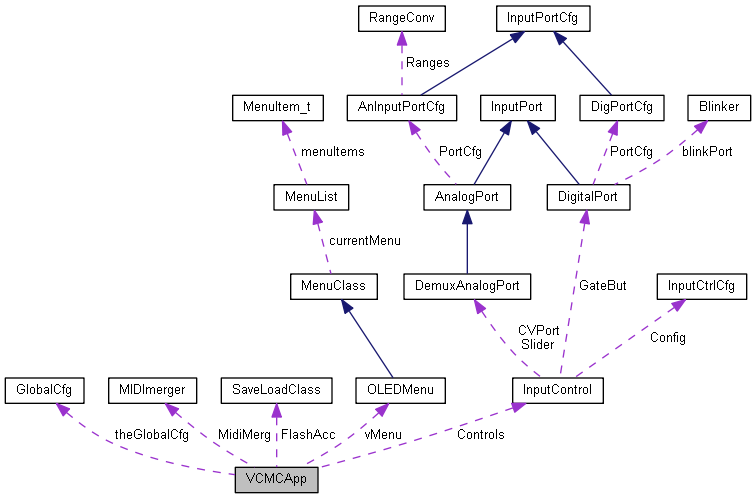 RangeConv
InputPortCfg
Ranges
MenuItem_t
AnInputPortCfg
InputPort
DigPortCfg
Blinker
menuItems
PortCfg
PortCfg
blinkPort
MenuList
AnalogPort
DigitalPort
currentMenu
MenuClass
DemuxAnalogPort
GateBut
InputCtrlCfg
CVPort
Slider
Config
GlobalCfg
MIDImerger
SaveLoadClass
OLEDMenu
InputControl
theGlobalCfg
MidiMerg
FlashAcc
vMenu
Controls
VCMCApp